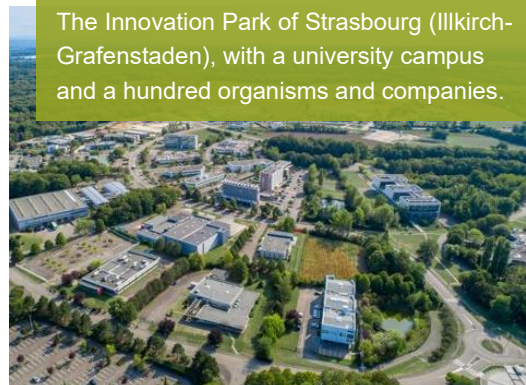 The Innovation Park of Strasbourg (Illkirch-
Grafenstaden), with a university campus
and a hundred organisms and companies.